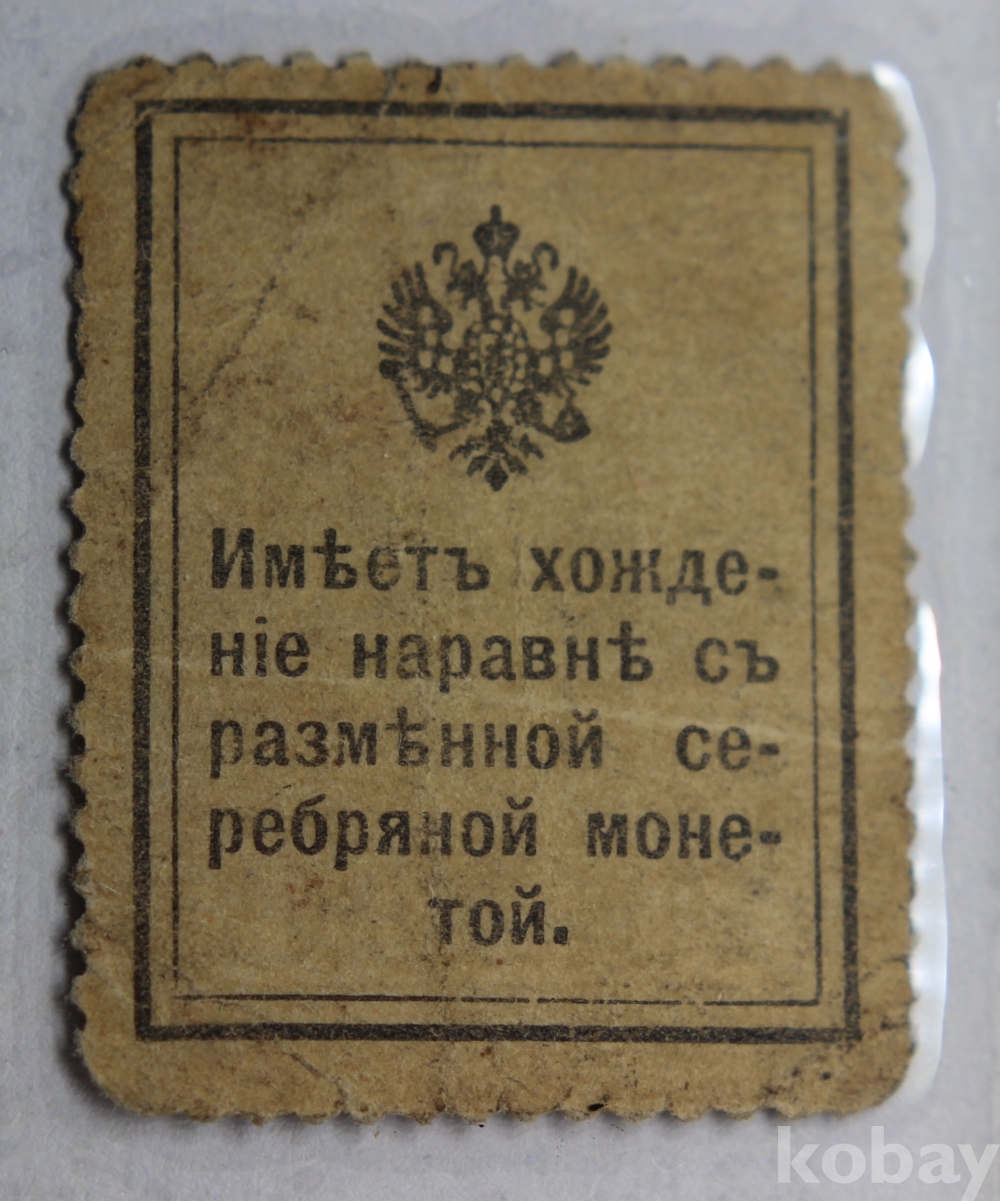 Имѣетъ хожде-
ніе наравнѣ съ
размѣнной се-
ребряной моне-
той.
kobay